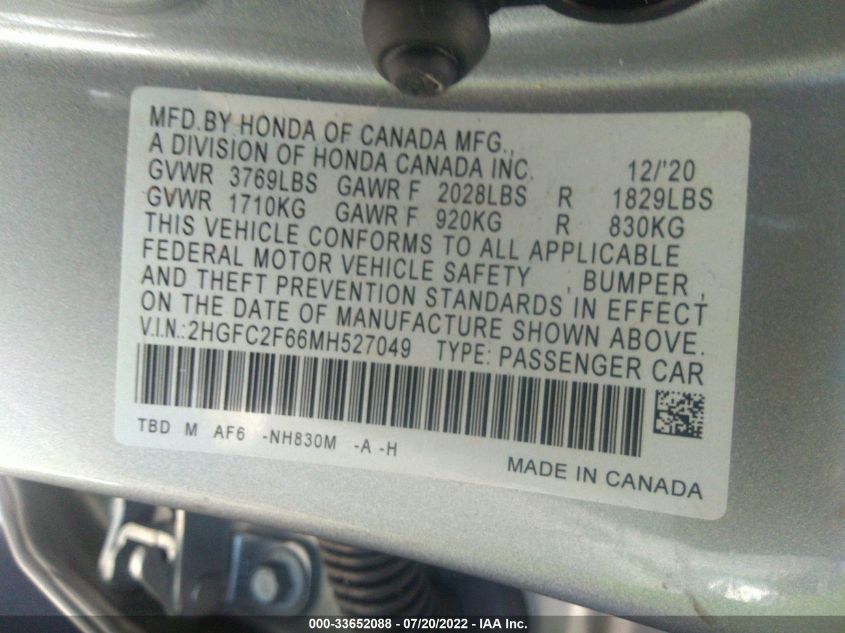 MFD.BY HONDA OF CANADA MFG.,
A DIVISION OF HONDA CANADA INC. 12/'20
GVWR 3769LBS GAWR F 2028LBS R 1829LBS
GVWR 1710KG GAWR F 920KG R 830KG
THIS VEHICLE CONFORMS TO ALL APPLICABLE
FEDERAL MOTOR VEHICLE SAFETY , BUMPER ,
AND THEFT PREVENTION STANDARDS IN EFFECT
ON THE DATE OF MANUFACTURE SHOWN ABOVE.
V.I.N.:2HGFC2F66MH527049 TYPE: PASSENGER CAR
TBD M AF6 -NH830M -A -H
MADE IN CANADA
000-33652088 - 07/20/2022 - IAA Inc.